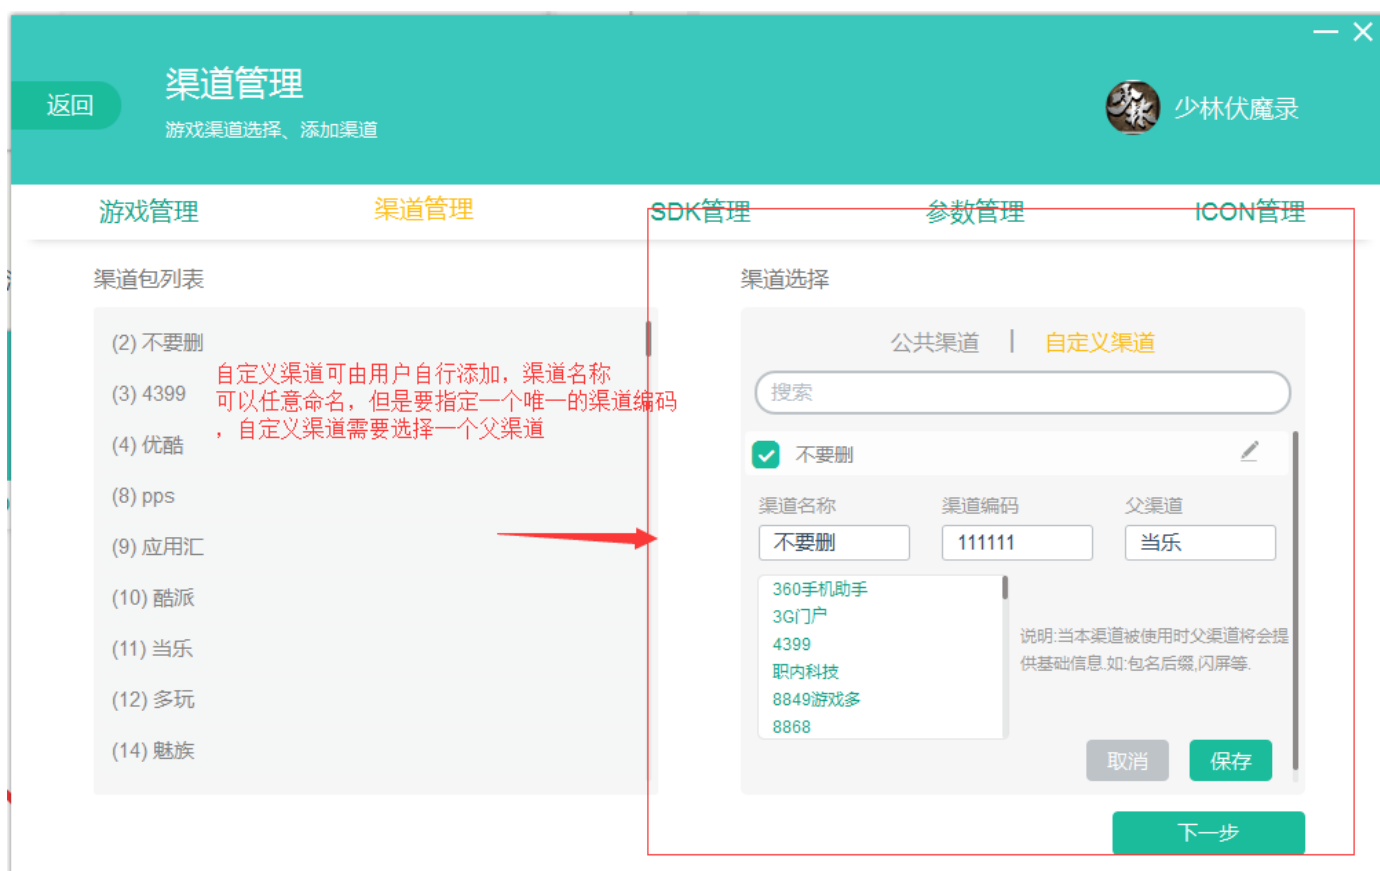 返回
渠道管理
游戏渠道选择、添加渠道
少林伏魔录
游戏管理
渠道管理
SDK管理
参数管理
ICON管理
渠道包列表
(2) 不要删
(3) 4399
(4) 优酷
(8) pps
(9) 应用汇
(10) 酷派
(11) 当乐
(12) 多玩
(14) 魅族
自定义渠道可由用户自行添加，渠道名称
可以任意命名，但是要指定一个唯一的渠道编码
，自定义渠道需要选择一个父渠道
渠道选择
公共渠道 | 自定义渠道
搜索
不要删
渠道名称
渠道编码
父渠道
不要删
111111
当乐
360手机助手
3G门户
4399
职内科技
8849游戏多
8868
说明:当本渠道被使用时父渠道将会提
供基础信息.如:包名后缀,闪屏等.
取消
保存
下一步